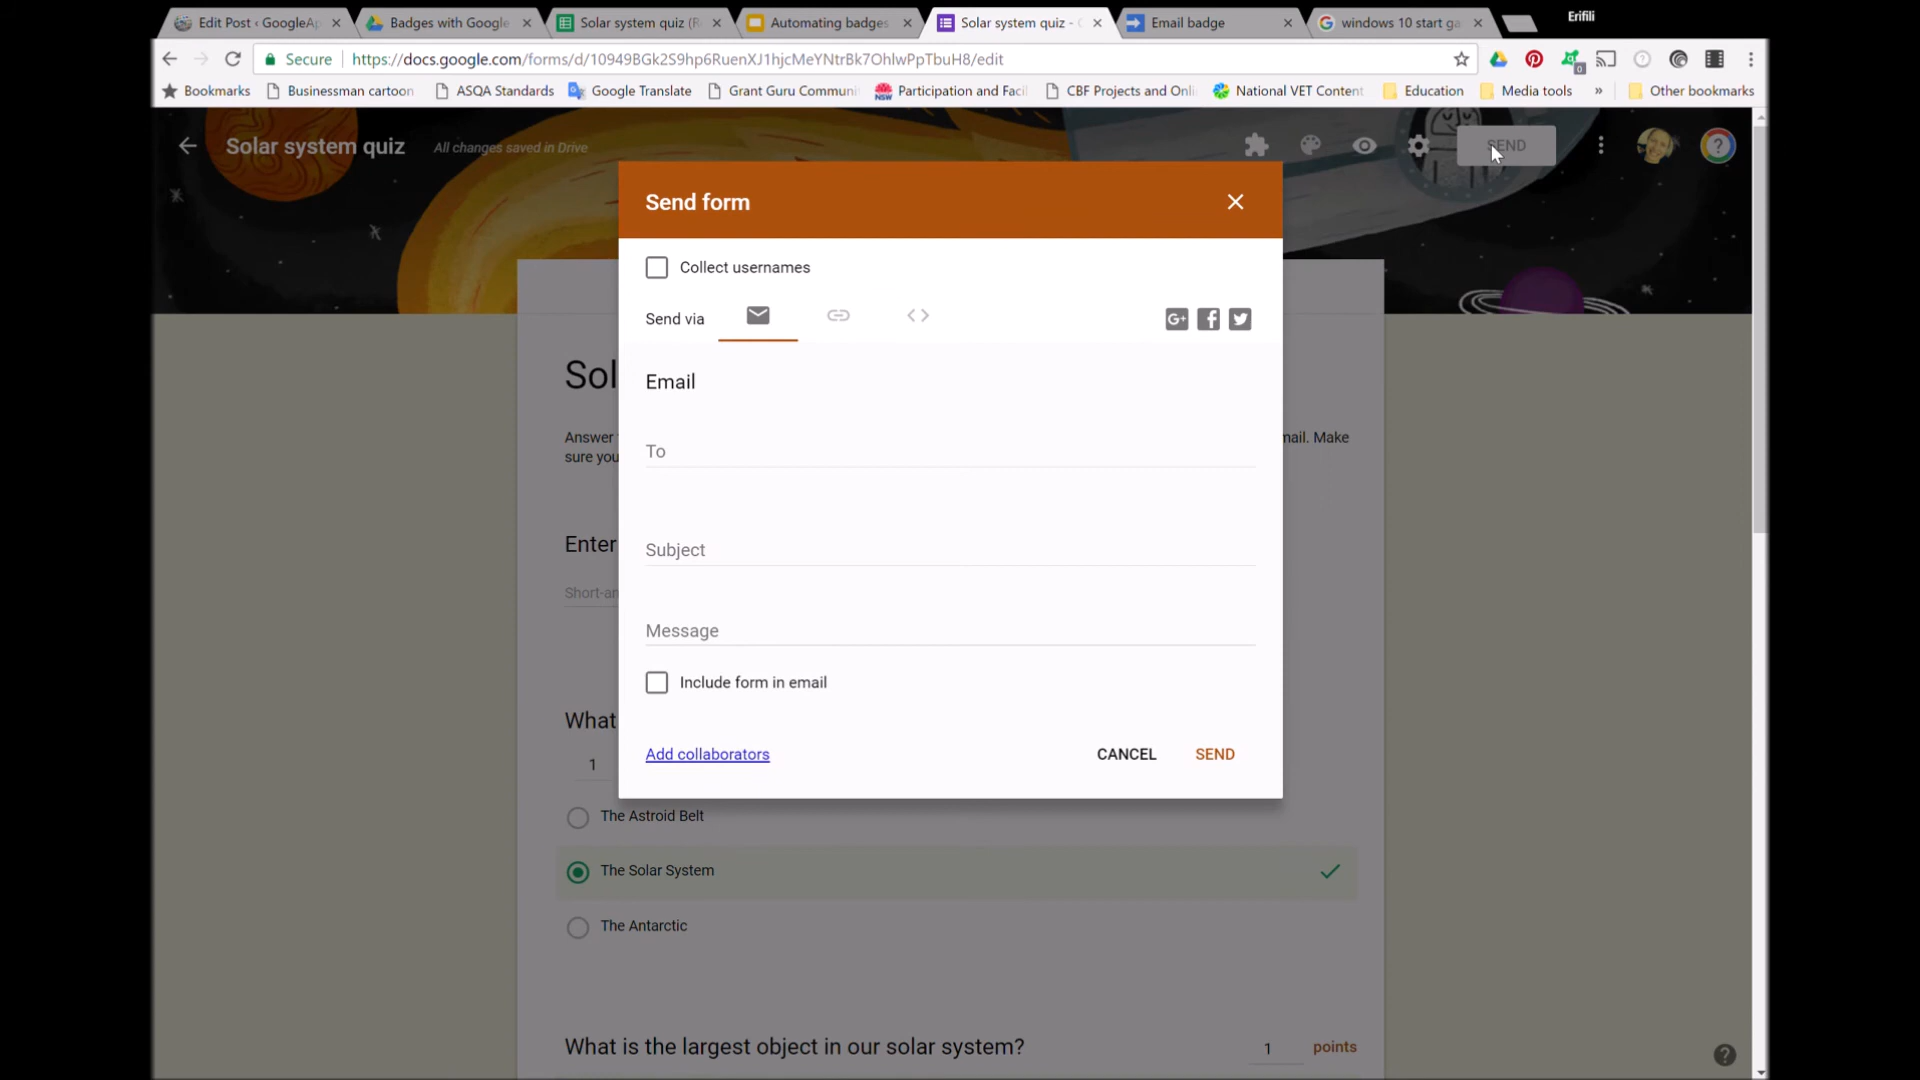 Edit Post ‹ GoogleAp
Badges with Google
Solar system quiz (R
Automating badges
Solar system quiz -
Email badge
windows 10 start ga
Erifili
Secure
https://docs.google.com/forms/d/10949BGk2S9hp6RuenXJ1hjcMeYNtrBk7OhlwPpTbuH8/edit
0
Bookmarks
Businessman cartoon
ASQA Standards
Google Translate
Grant Guru Communi
Participation and Facil
CBF Projects and Onli
National VET Content
Education
Media tools
»
Other bookmarks
Solar system quiz
All changes saved in Drive
SEND
Send form
Collect usernames
Send via
G+
Email
To
Subject
Message
Include form in email
Add collaborators
CANCEL
SEND
Sol
Answer
mail. Make
sure you
Enter
Short-an
What
1
The Astroid Belt
The Solar System
The Antarctic
What is the largest object in our solar system?
1
points